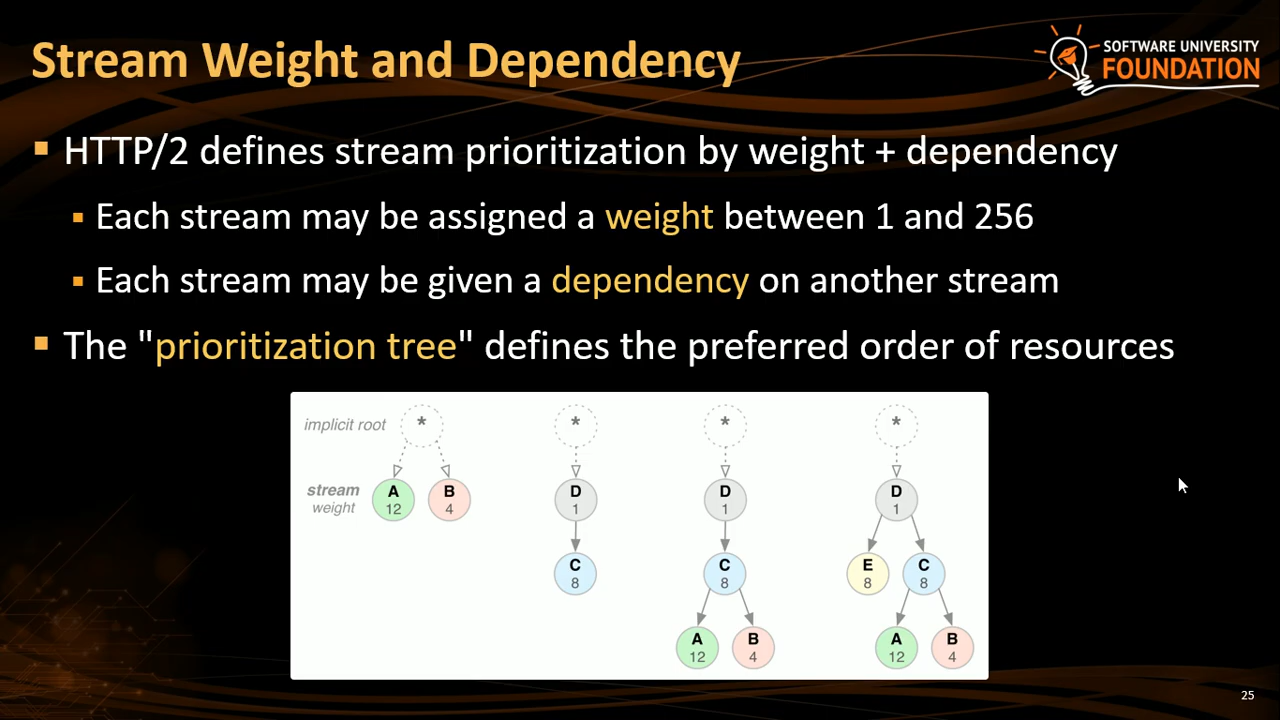 Stream Weight and Dependency
SOFTWARE UNIVERSITY
FOUNDATION
HTTP/2 defines stream prioritization by weight + dependency
Each stream may be assigned a weight between 1 and 256
Each stream may be given a dependency on another stream
The "prioritization tree" defines the preferred order of resources
implicit root * * * *
stream
weight
A
12
B
4
D
1
C
8
D
1
C
8
A
12
B
4
D
1
E
8
C
8
A
12
B
4
25